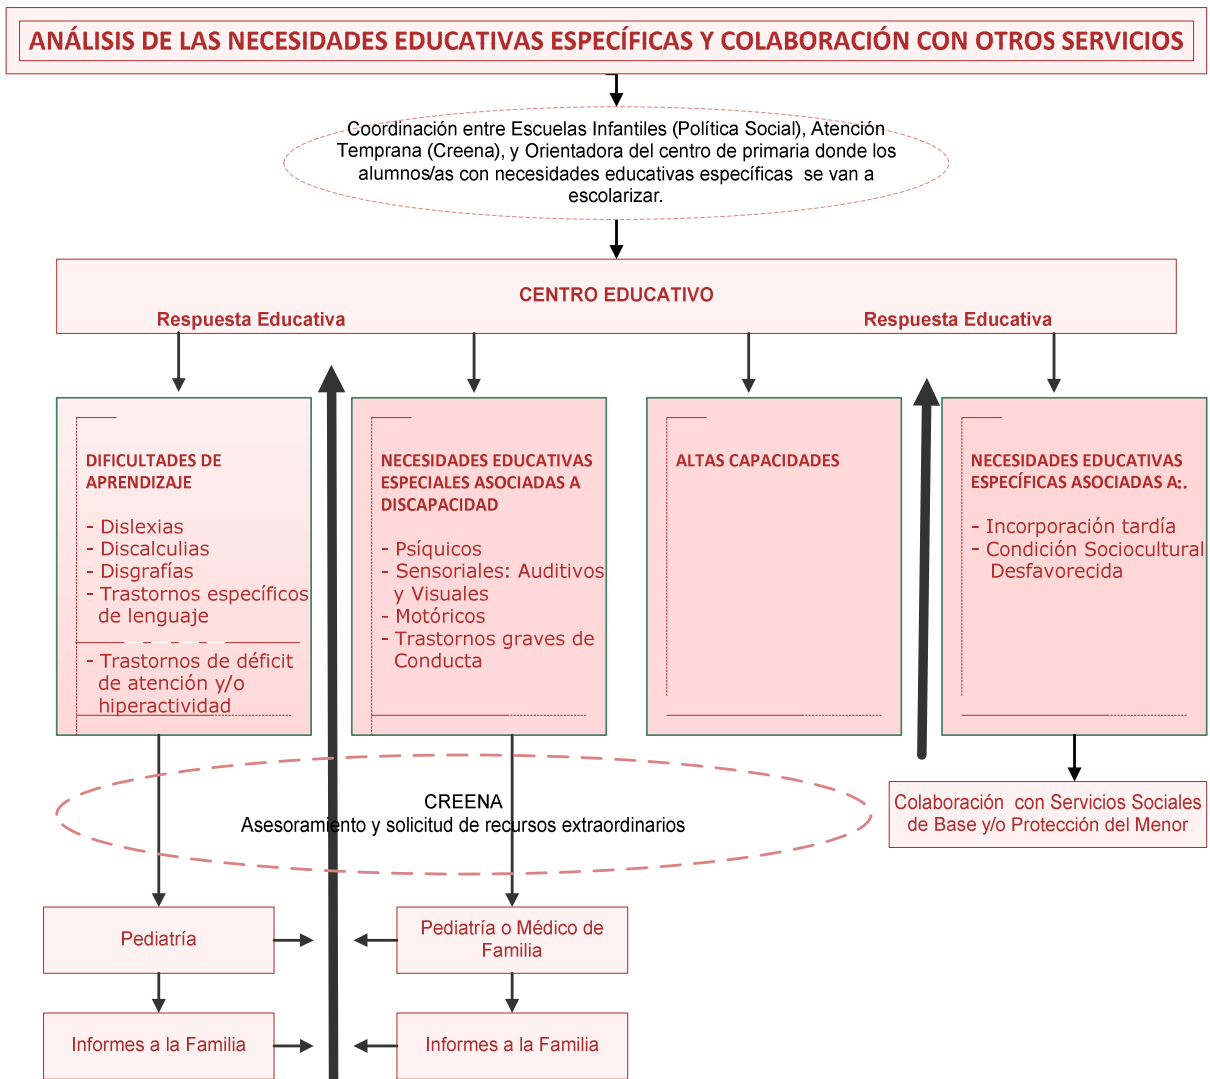 ANÁLISIS DE LAS NECESIDADES EDUCATIVAS ESPECÍFICAS Y COLABORACIÓN CON OTROS SERVICIOS
Coordinación entre Escuelas Infantiles (Política Social), Atención
Temprana (Creena), y Orientadora del centro de primaria donde los
alumnos/as con necesidades educativas específicas se van a
escolarizar.
CENTRO EDUCATIVO
Respuesta Educativa
Respuesta Educativa
DIFICULTADES DE
APRENDIZAJE
- Dislexias
- Discalculias
- Disgrafías
- Trastornos específicos
de lenguaje
- Trastornos de déficit
de atención y/o
hiperactividad
NECESIDADES EDUCATIVAS
ESPECIALES ASOCIADAS A
DISCAPACIDAD
- Psíquicos
- Sensoriales: Auditivos
y Visuales
- Motóricos
- Trastornos graves de
Conducta
ALTAS CAPACIDADES
NECESIDADES EDUCATIVAS
ESPECÍFICAS ASOCIADAS A:.
- Incorporación tardía
- Condición Sociocultural
Desfavorecida
CREENA
Asesoramiento y solicitud de recursos extraordinarios
Colaboración con Servicios Sociales
de Base y/o Protección del Menor
Pediatría
Pediatría o Médico de
Familia
Informes a la Familia
Informes a la Familia